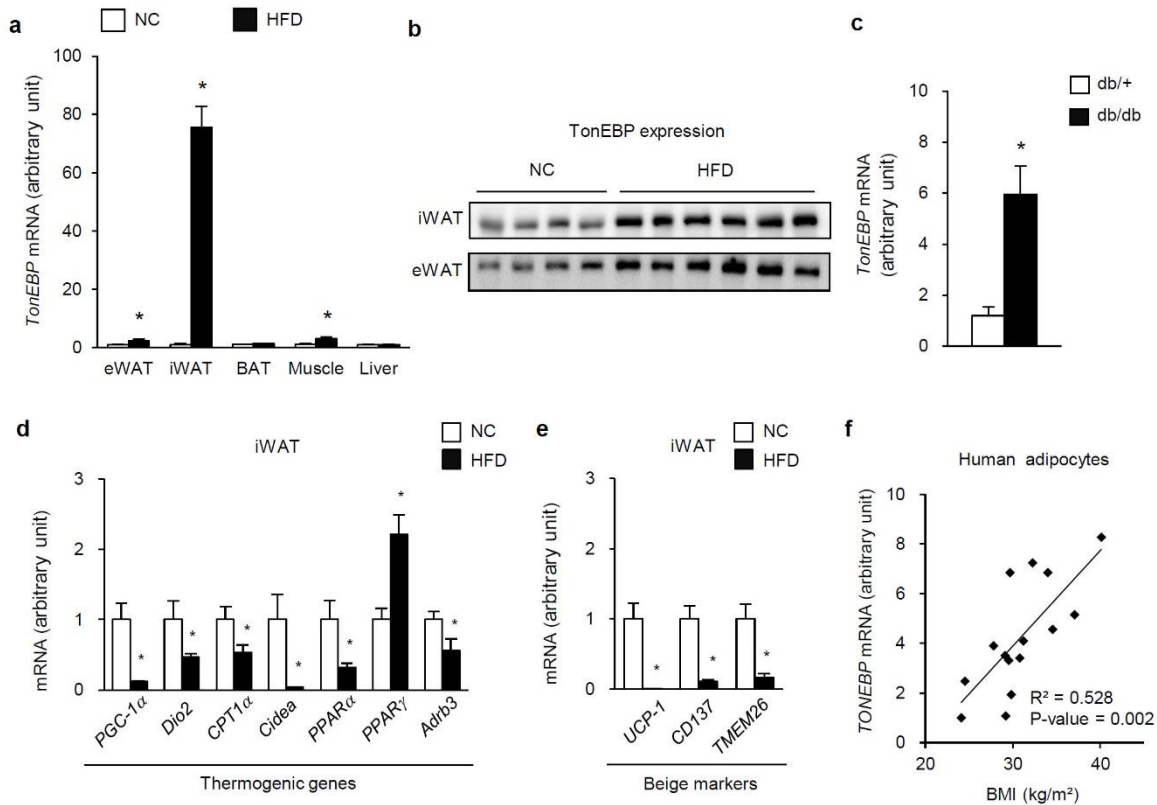 a
NC
HFD
TonEBP mRNA (arbitrary unit)
100
80
60
40
20
0
*
*
*
eWAT iWAT BAT Muscle Liver
b
TonEBP expression
NC HFD
iWAT
eWAT
c
db/+
db/db
TonEBP mRNA
(arbitrary unit)
10
8
6
4
2
0
*
d
iWAT
NC
HFD
mRNA (arbitrary unit)
3
2
1
0
* * * * * * *
PGC-1α Dio2 CPT1α Cidea PPARα PPARγ Adrb3
Thermogenic genes
e
iWAT
NC
HFD
mRNA (arbitrary unit)
3
2
1
0
* * *
UCP-1 CD137 TMEM26
Beige markers
f
Human adipocytes
TONEBP mRNA (arbitrary unit)
10
8
6
4
2
0
R² = 0.528
P-value = 0.002
20 30 40
BMI (kg/m²)